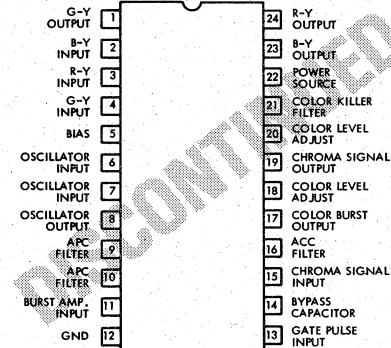 G-Y
OUTPUT 1
B-Y
INPUT 2
R-Y
INPUT 3
G-Y
INPUT 4
BIAS 5
OSCILLATOR
INPUT 6
OSCILLATOR
INPUT 7
OSCILLATOR
OUTPUT 8
APC
FILTER 9
APC
FILTER 10
BURST AMP.
INPUT 11
GND 12
24 R-Y
OUTPUT
23 B-Y
OUTPUT
22 POWER
SOURCE
21 COLOR KILLER
FILTER
20 COLOR LEVEL
ADJUST
19 CHROMA SIGNAL
OUTPUT
18 COLOR LEVEL
ADJUST
17 COLOR BURST
OUTPUT
16 ACC
FILTER
15 CHROMA SIGNAL
INPUT
14 BYPASS
CAPACITOR
13 GATE PULSE
INPUT
DISCONTINUED